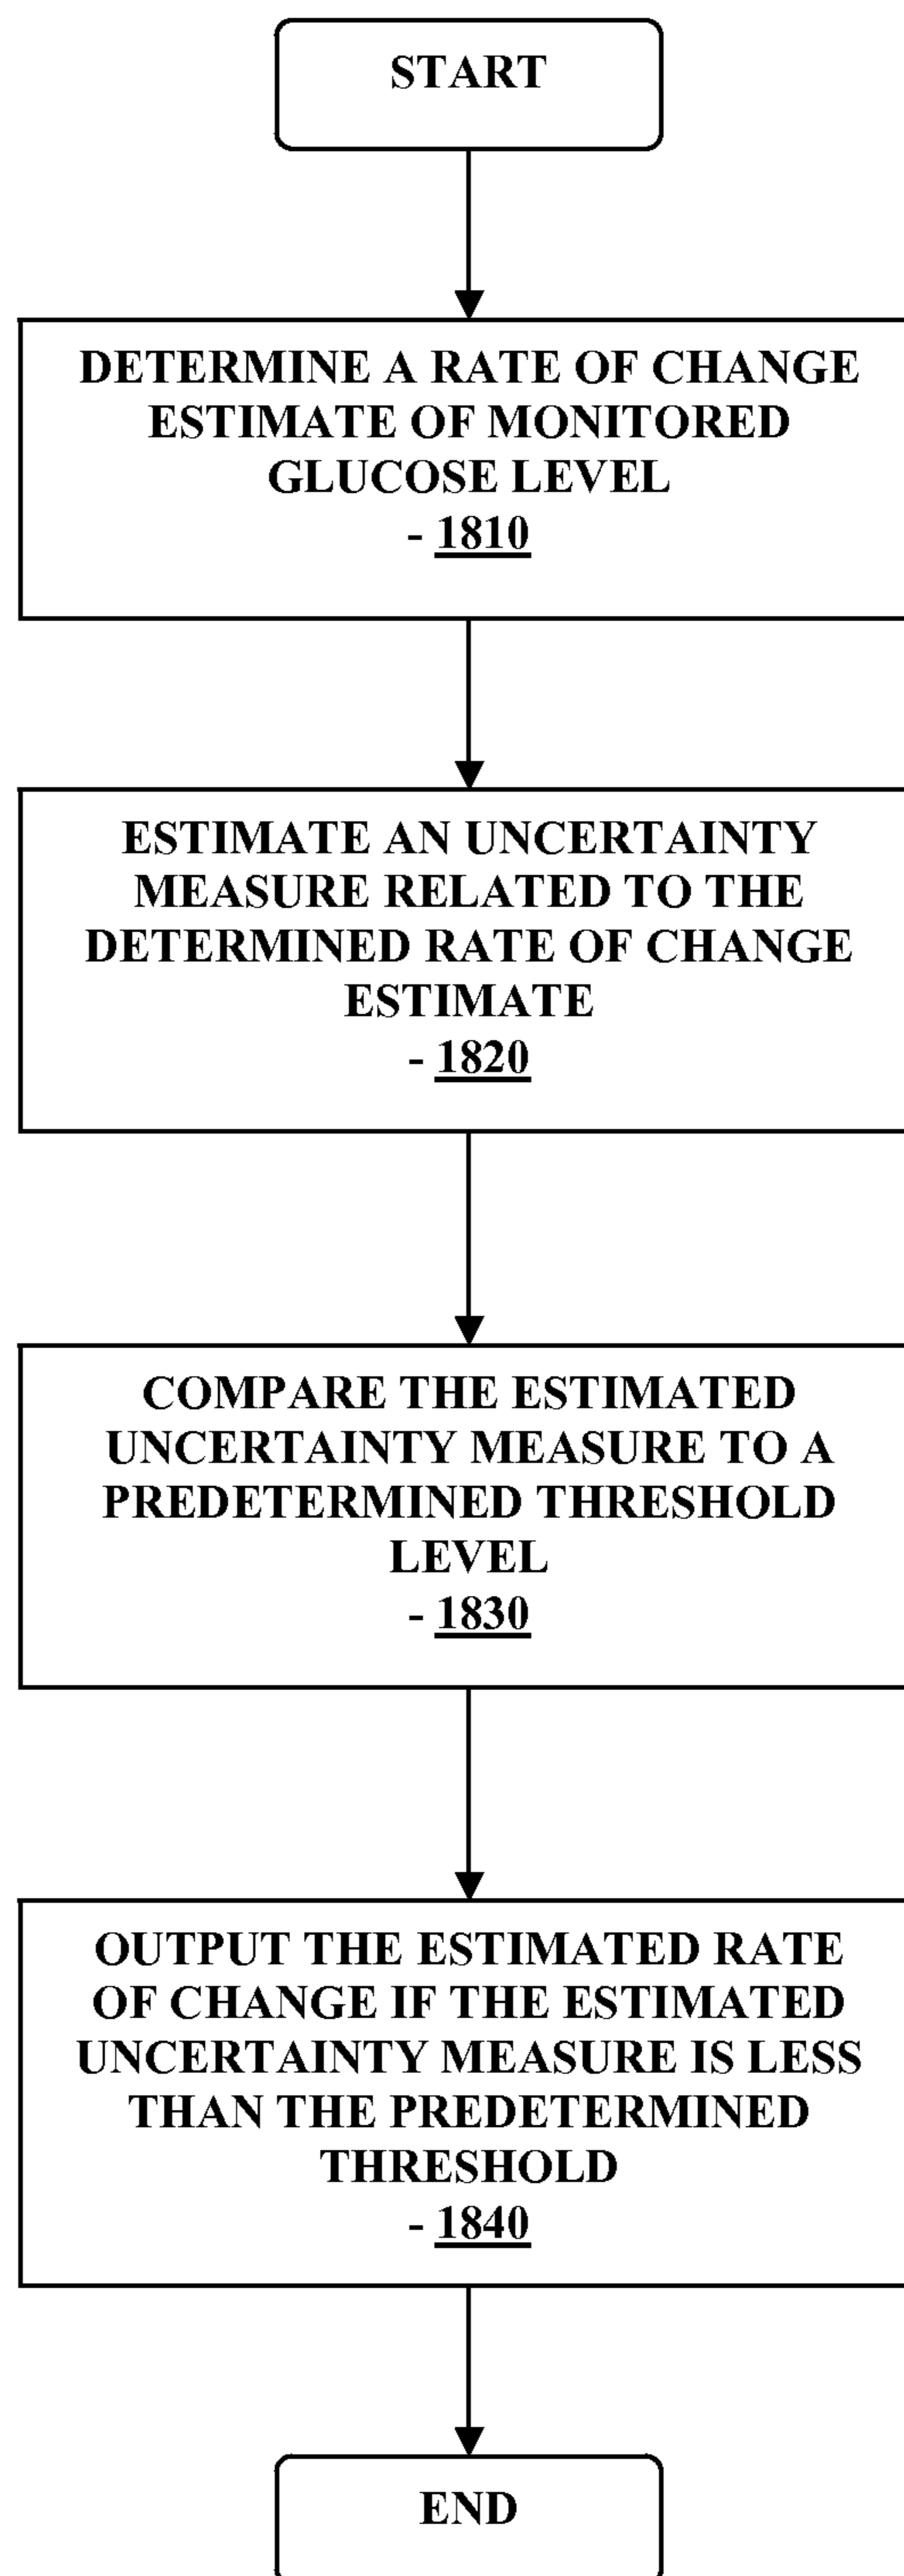 START
DETERMINE A RATE OF CHANGE
ESTIMATE OF MONITORED
GLUCOSE LEVEL
- 1810
ESTIMATE AN UNCERTAINTY
MEASURE RELATED TO THE
DETERMINED RATE OF CHANGE
ESTIMATE
- 1820
COMPARE THE ESTIMATED
UNCERTAINTY MEASURE TO A
PREDETERMINED THRESHOLD
LEVEL
- 1830
OUTPUT THE ESTIMATED RATE
OF CHANGE IF THE ESTIMATED
UNCERTAINTY MEASURE IS LESS
THAN THE PREDETERMINED
THRESHOLD
- 1840
END